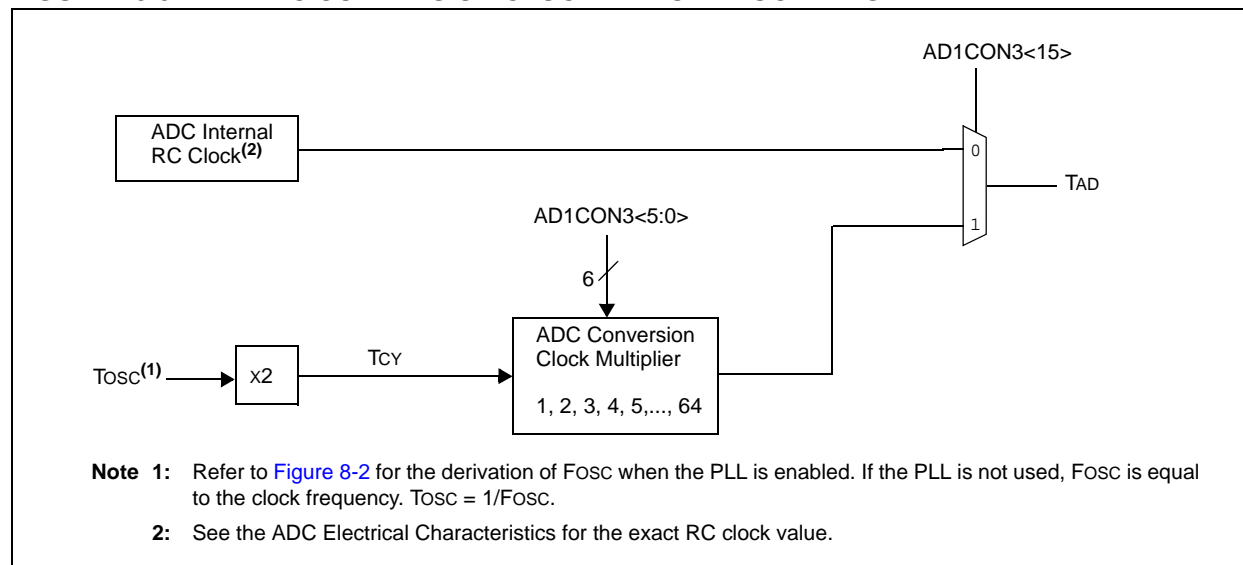 AD1CON3<15>
ADC Internal
RC Clock(2)
0
TAD
AD1CON3<5:0>
1
6
ADC Conversion
Clock Multiplier
TOSC(1)
X2
TCY
1, 2, 3, 4, 5,..., 64
Note 1: Refer to Figure 8-2 for the derivation of FOSC when the PLL is enabled. If the PLL is not used, FOSC is equal
to the clock frequency. TOSC = 1/FOSC.
2: See the ADC Electrical Characteristics for the exact RC clock value.